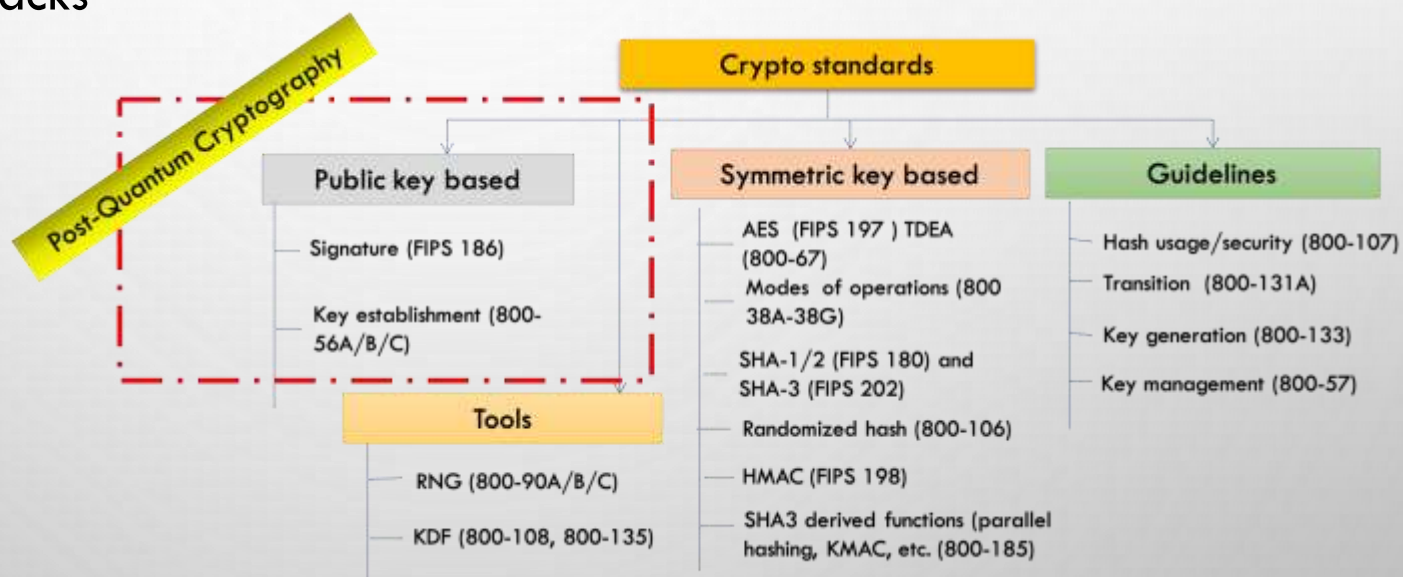 Post-Quantum Cryptography
Crypto standards
Public key based
Signature (FIPS 186)
Key establishment (800-
56A/B/C)
Tools
RNG (800-90A/B/C)
KDF (800-108, 800-135)
Symmetric key based
AES (FIPS 197 ) TDEA
(800-67)
Modes of operations (800
38A-38G)
SHA-1/2 (FIPS 180) and
SHA-3 (FIPS 202)
Randomized hash (800-106)
HMAC (FIPS 198)
SHA3 derived functions (parallel
hashing, KMAC, etc. (800-185)
Guidelines
Hash usage/security (800-107)
Transition (800-131A)
Key generation (800-133)
Key management (800-57)